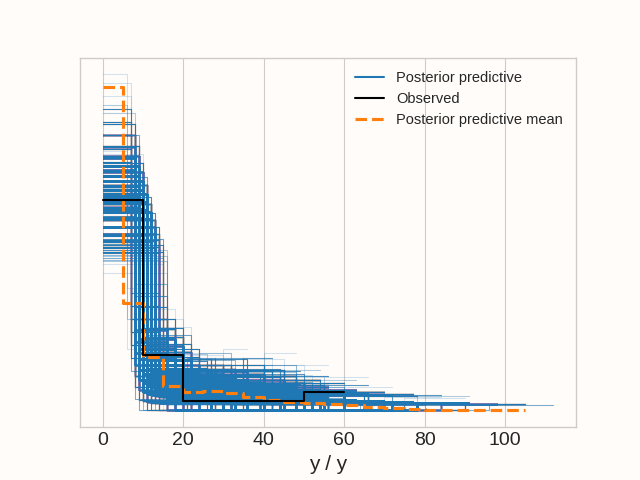 Posterior predictive
Observed
Posterior predictive mean
0 20 40 60 80 100
y / y